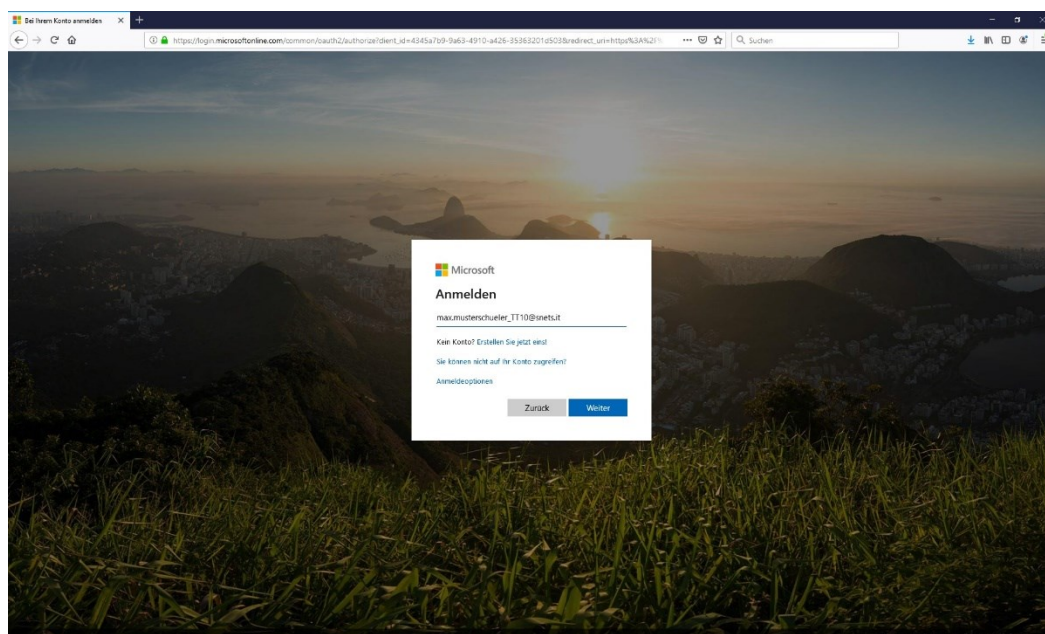 Bei Ihrem Konto anmelden
https://login.microsoftonline.com/common/oauth2/authorize?client_id=4345a7b9-9a63-4910-a426-35363201d503&redirect_uri=https%3A%2F
Suchen
Microsoft
Anmelden
max.musterschueler_TT10@snets.it
Kein Konto? Erstellen Sie jetzt eins!
Sie können nicht auf Ihr Konto zugreifen?
Anmeldeoptionen
Zurück
Weiter